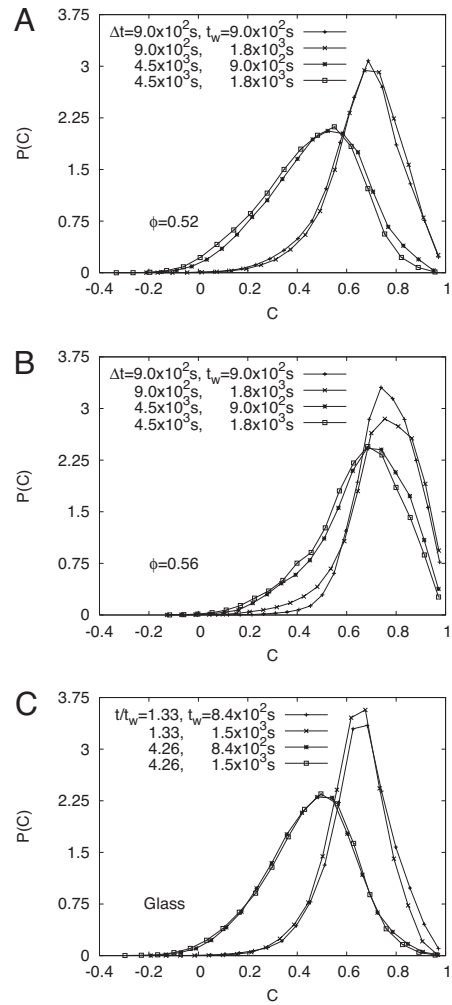 A
3.75
3
2.25
1.5
0.75
0
P(C)
Δt=9.0x10²s, t_w=9.0x10²s
9.0x10²s, 1.8x10³s
4.5x10³s, 9.0x10²s
4.5x10³s, 1.8x10³s
ϕ=0.52
-0.4 -0.2 0 0.2 0.4 0.6 0.8 1
C
B
3.75
3
2.25
1.5
0.75
0
P(C)
Δt=9.0x10²s, t_w=9.0x10²s
9.0x10²s, 1.8x10³s
4.5x10³s, 9.0x10²s
4.5x10³s, 1.8x10³s
ϕ=0.56
-0.4 -0.2 0 0.2 0.4 0.6 0.8 1
C
C
3.75
3
2.25
1.5
0.75
0
P(C)
t/t_w=1.33, t_w=8.4x10²s
1.33, 1.5x10³s
4.26, 8.4x10²s
4.26, 1.5x10³s
Glass
-0.4 -0.2 0 0.2 0.4 0.6 0.8 1
C